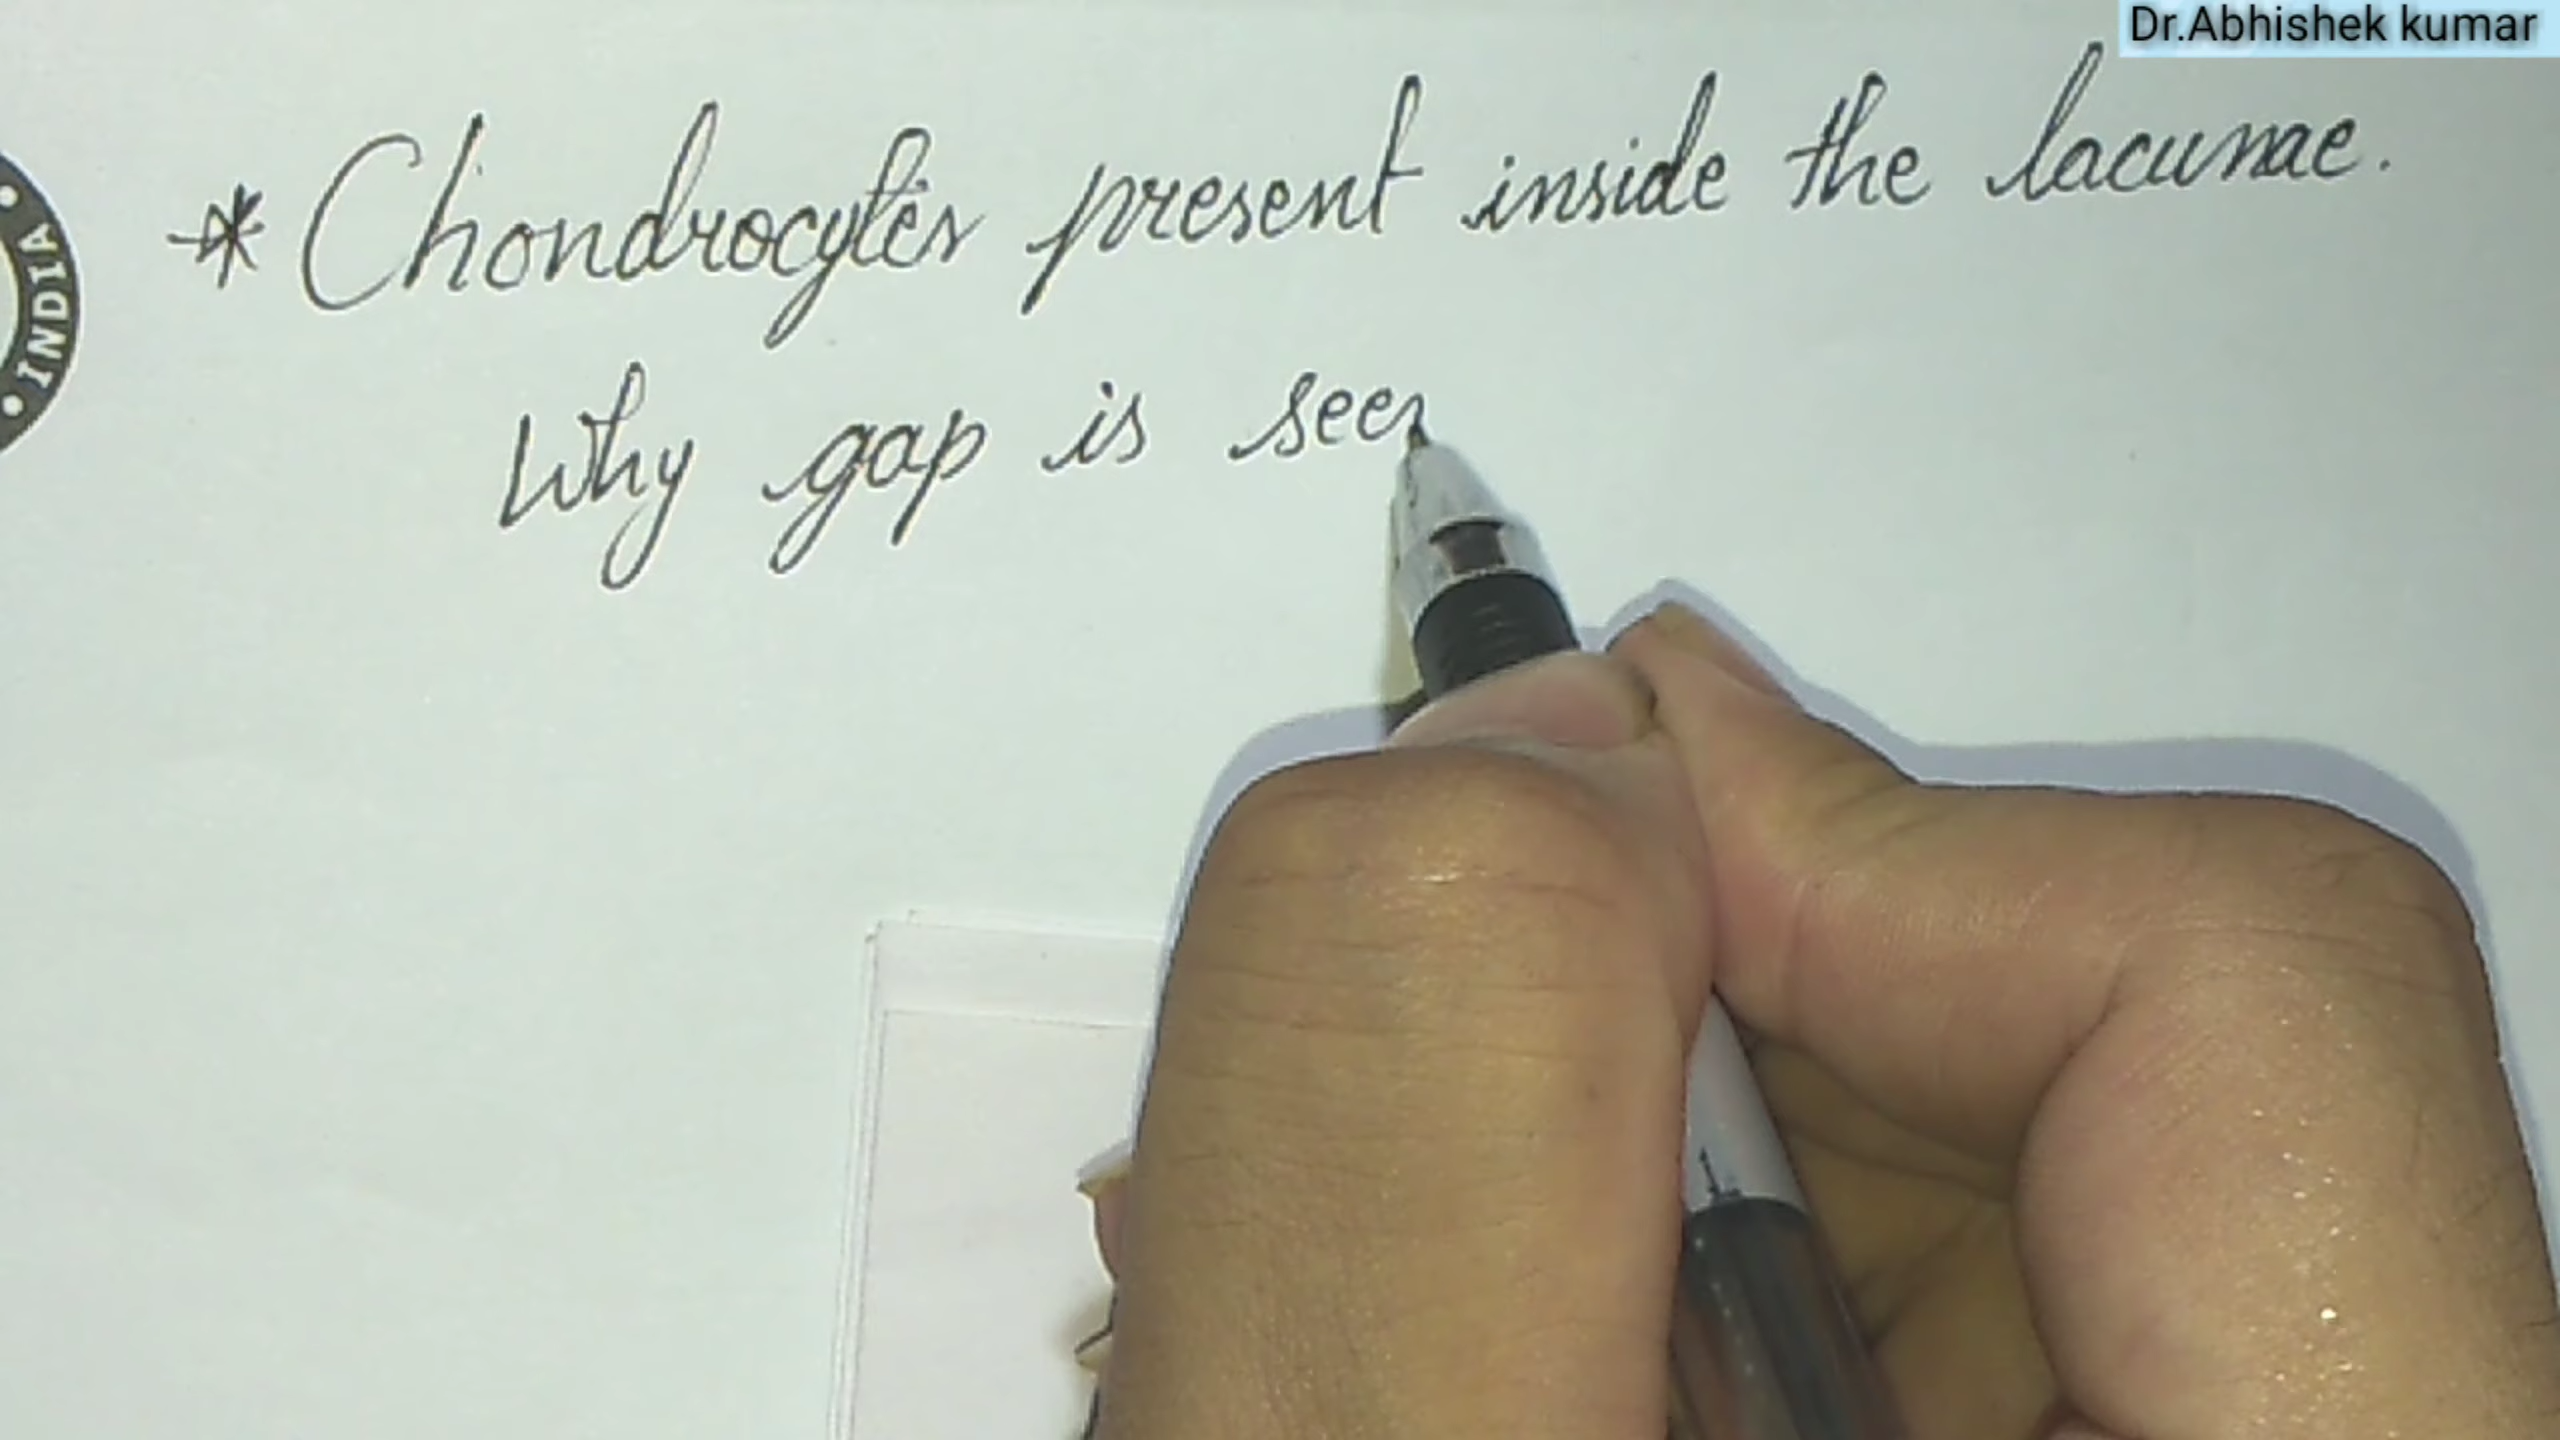 Dr.Abhishek kumar
* Chondrocytes present inside the lacunae.
Why gap is seen
INDIA